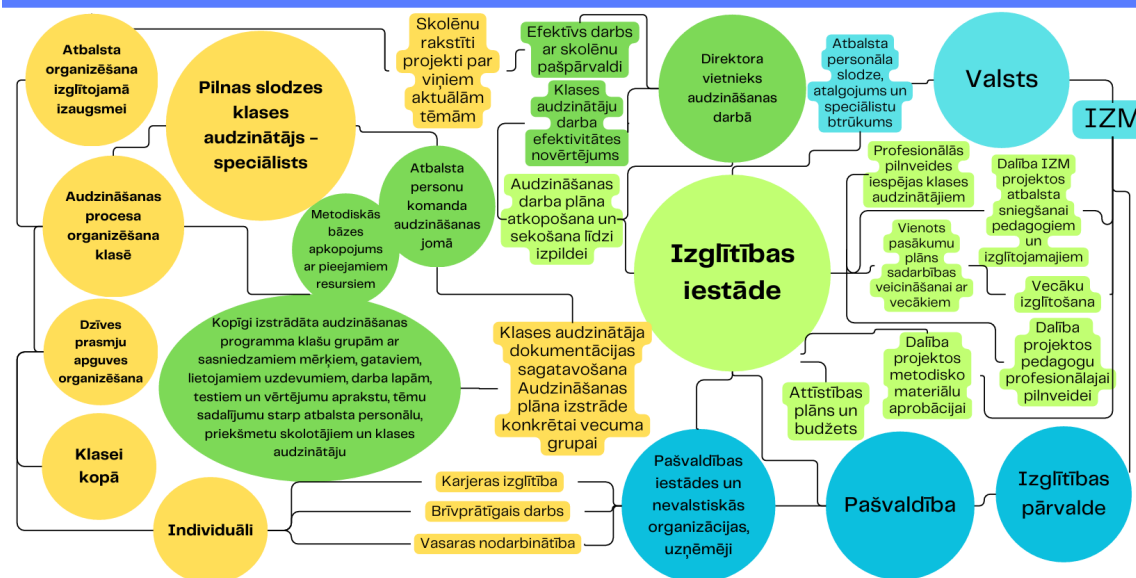 Atbalsta
organizēšana
izglītojamā
izaugsmei
Pilnas slodzes
klases
audzinātājs –
speciālists
Skolēnu
rakstīti
projekti par
viņiem
aktuālām
tēmām
Efektīvs darbs
ar skolēnu
pašpārvaldi
Klases
audzinātāju
darba
efektivitātes
novērtējums
Direktora
vietnieks
audzināšanas
darbā
Atbalsta
personāla
slodze,
atalgojums un
speciālistu
btrūkums
Valsts
IZM
Audzināšanas
procesa
organizēšana
klasē
Metodiskās
bāzes
apkopojums
ar pieejamiem
resursiem
Atbalsta
personu
komanda
audzināšanas
jomā
Audzināšanas
darba plāna
atkopošana un
sekošana līdzi
izpildei
Izglītības
iestāde
Profesionālās
pilnveides
iespējas klases
audzinātājiem
Dalība IZM
projektos
atbalsta
sniegšanai
pedagogiem
un
izglītojamajiem
Vienots
pasākumu
plāns
sadarbības
veicināšanai ar
vecākiem
Vecāku
izglītošana
Dzīves
prasmju
apguves
organizēšana
Kopīgi izstrādāta audzināšanas
programma klašu grupām ar
sasniedzamiem mērķiem, gataviem,
lietojamiem uzdevumiem, darba lapām,
testiem un vērtējumu aprakstu, tēmu
sadalījumu starp atbalsta personālu,
priekšmetu skolotājiem un klases
audzinātāju
Klases audzinātāja
dokumentācijas
sagatavošana
Audzināšanas
plāna izstrāde
konkrētai vecuma
grupai
Attīstības
plāns un
budžets
Dalība
projektos
metodisko
materiālu
aprobācijai
Dalība
projektos
pedagogu
profesionālajai
pilnveidei
Klasei
kopā
Individuāli
Karjeras izglītība
Brīvprātīgais darbs
Vasaras nodarbinātība
Pašvaldības
iestādes un
nevalstiskās
organizācijas,
uzņēmēji
Pašvaldība
Izglītības
pārvalde